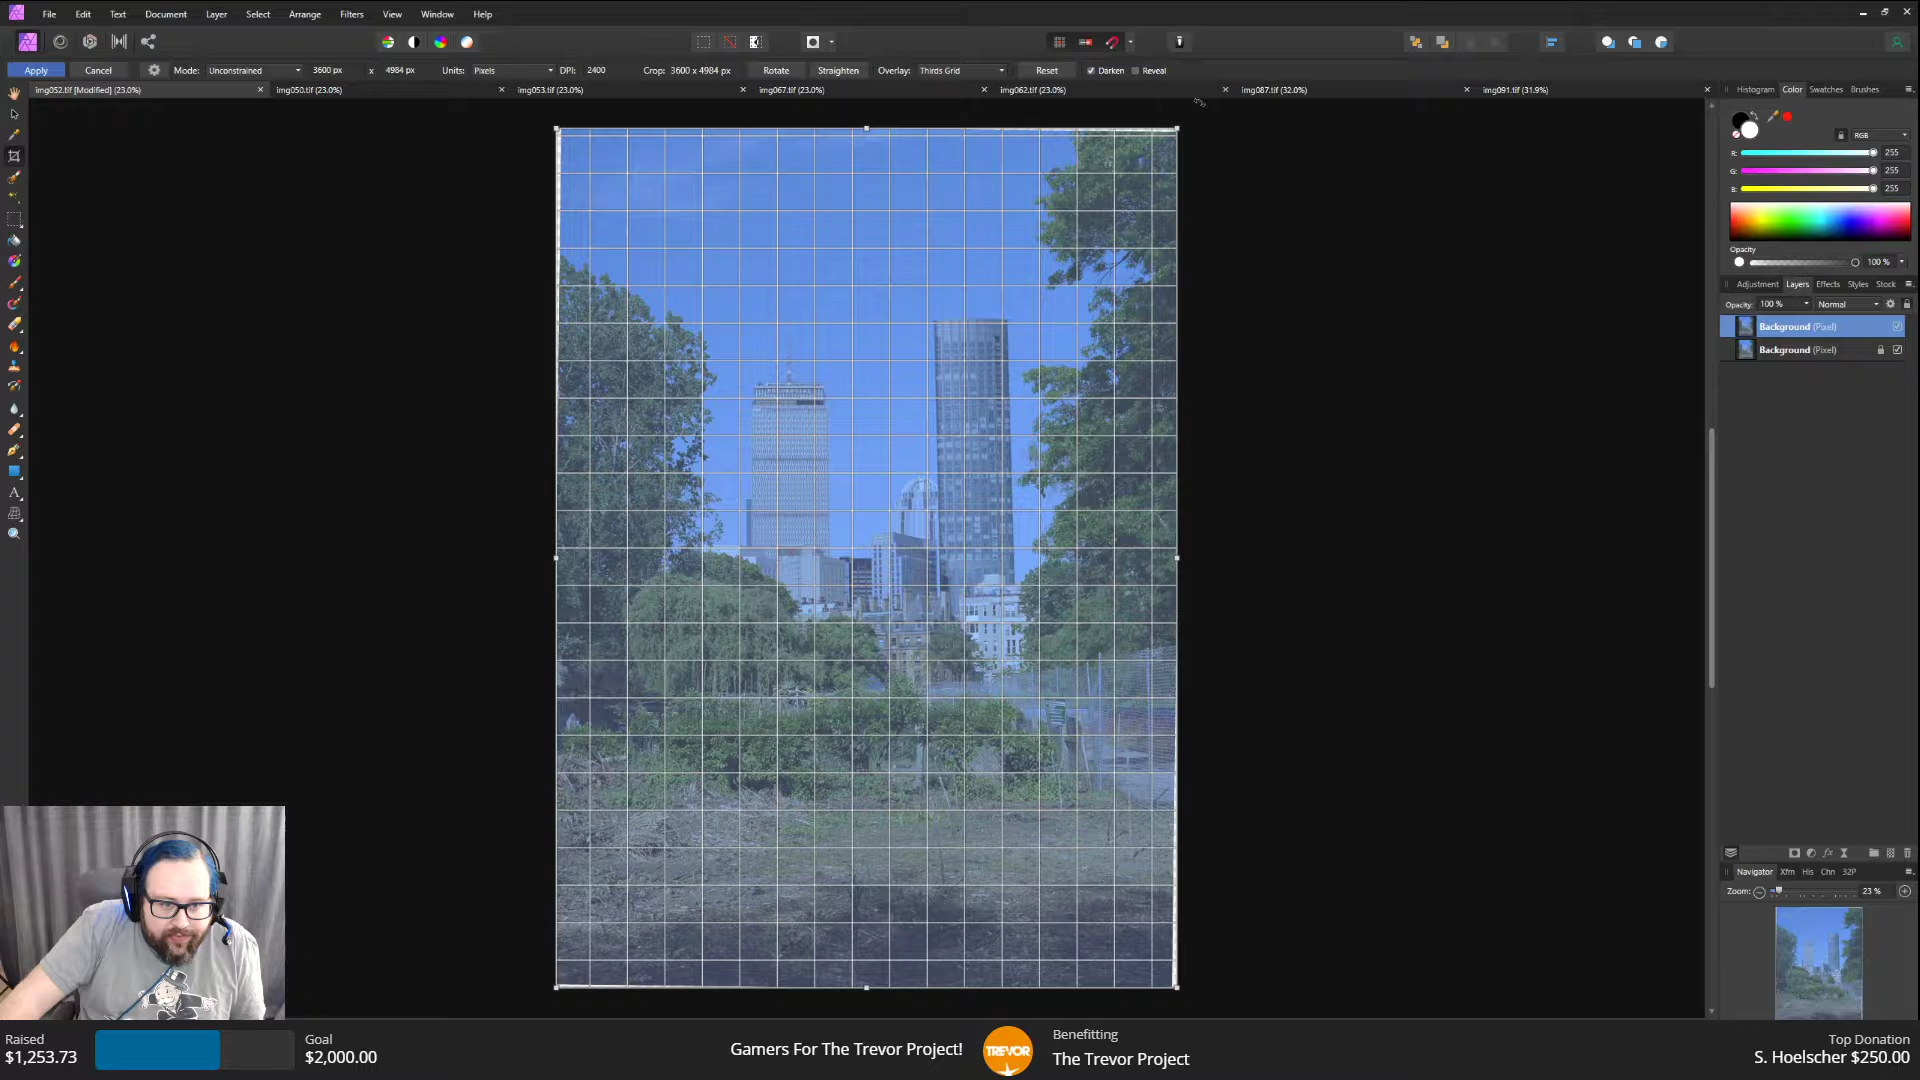 File Edit Text Document Layer Select Arrange Filters View Window Help
Apply Cancel Mode: Unconstrained 3600 px x 4984 px Units: Pixels DPI: 2400 Crop: 3600 x 4984 px Rotate Straighten Overlay: Thirds Grid Reset Darken Reveal
img052.tif [Modified] (23.0%) img050.tif (23.0%) img053.tif (23.0%) img067.tif (23.0%) img062.tif (23.0%) img087.tif (32.0%) img091.tif (31.9%)
Histogram Color Swatches Brushes
RGB
R: 255
G: 255
B: 255
Opacity
100 %
Adjustment Layers Effects Styles Stock
Opacity: 100 % Normal
Background (Pixel)
Background (Pixel)
Navigator Xfm His Chn 32P
Zoom: 23 %
Raised
$1,253.73
Goal
$2,000.00
Gamers For The Trevor Project!
TREVOR
Benefitting
The Trevor Project
Top Donation
S. Hoelscher $250.00